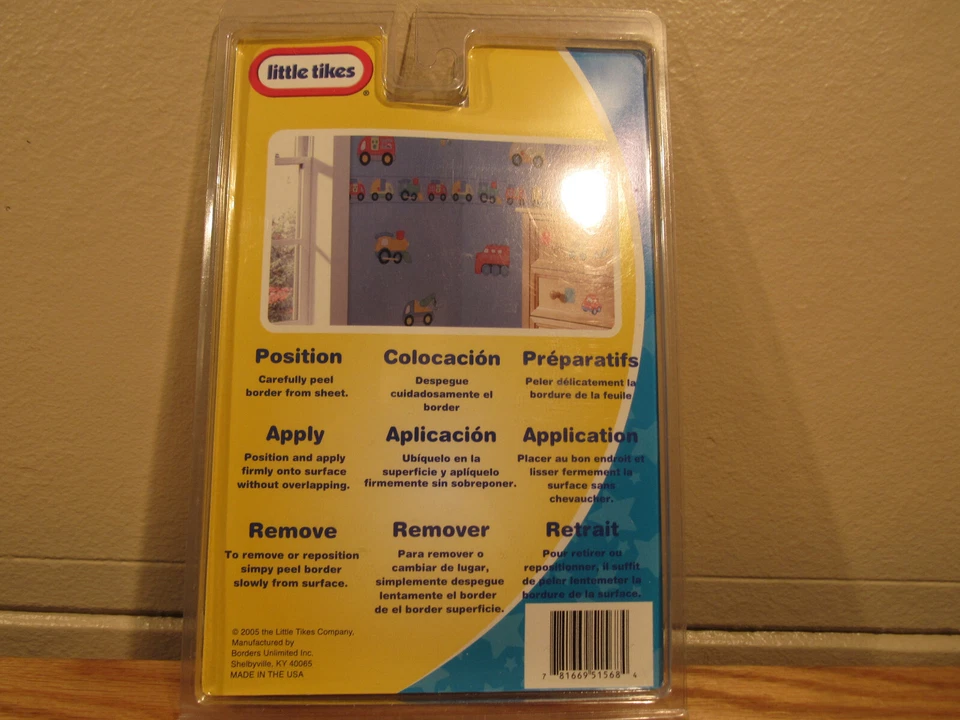 little tikes
®
Position
Carefully peel
border from sheet.
Colocación
Despegue
cuidadosamente el
border
Préparatifs
Peler délicatement la
bordure de la feuile
Apply
Position and apply
firmly onto surface
without overlapping.
Aplicación
Ubíquelo en la
superfície y aplíquelo
firmemente sin sobreponer.
Application
Placer au bon endroit et
lisser fermement la
surface sans
chevaucher.
Remove
To remove or reposition
simpy peel border
slowly from surface.
Remover
Para remover o
cambiar de lugar,
simplemente despegue
lentamente el border
de el border superficie.
Retrait
Pour retirer ou
repositionner, il suffit
de peler lentemeter la
bordure de la surface.
© 2005 the Little Tikes Company,
Manufactured by
Borders Unlimited Inc.
Shelbyville, KY 40065
MADE IN THE USA
7 81669 51568 4